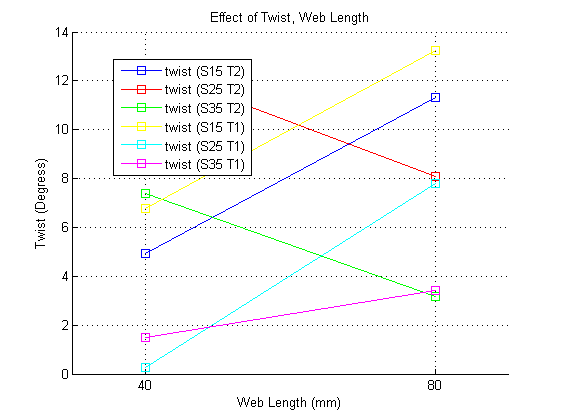 Effect of Twist, Web Length
14
12
10
8
6
4
2
0
Twist (Degress)
twist (S15 T2)
twist (S25 T2)
twist (S35 T2)
twist (S15 T1)
twist (S25 T1)
twist (S35 T1)
40
80
Web Length (mm)